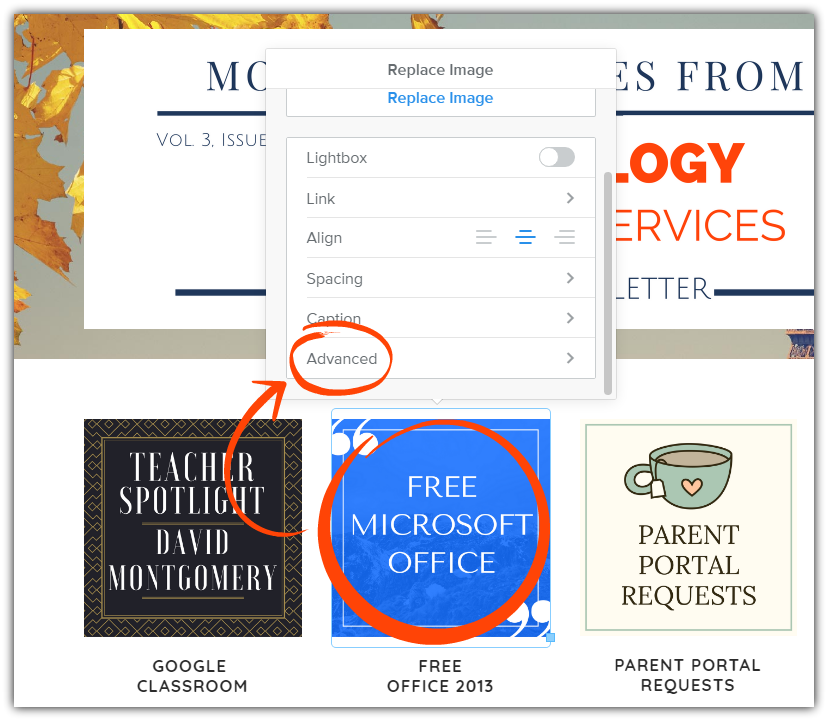 Replace Image
MO
ES FROM
Replace Image
VOL. 3, ISSUE
Lightbox
LOGY
Link
ERVICES
Align
Spacing
LETTER
Caption
Advanced
TEACHER
SPOTLIGHT
DAVID
MONTGOMERY
FREE
MICROSOFT
OFFICE
PARENT
PORTAL
REQUESTS
GOOGLE
CLASSROOM
FREE
OFFICE 2013
PARENT PORTAL
REQUESTS